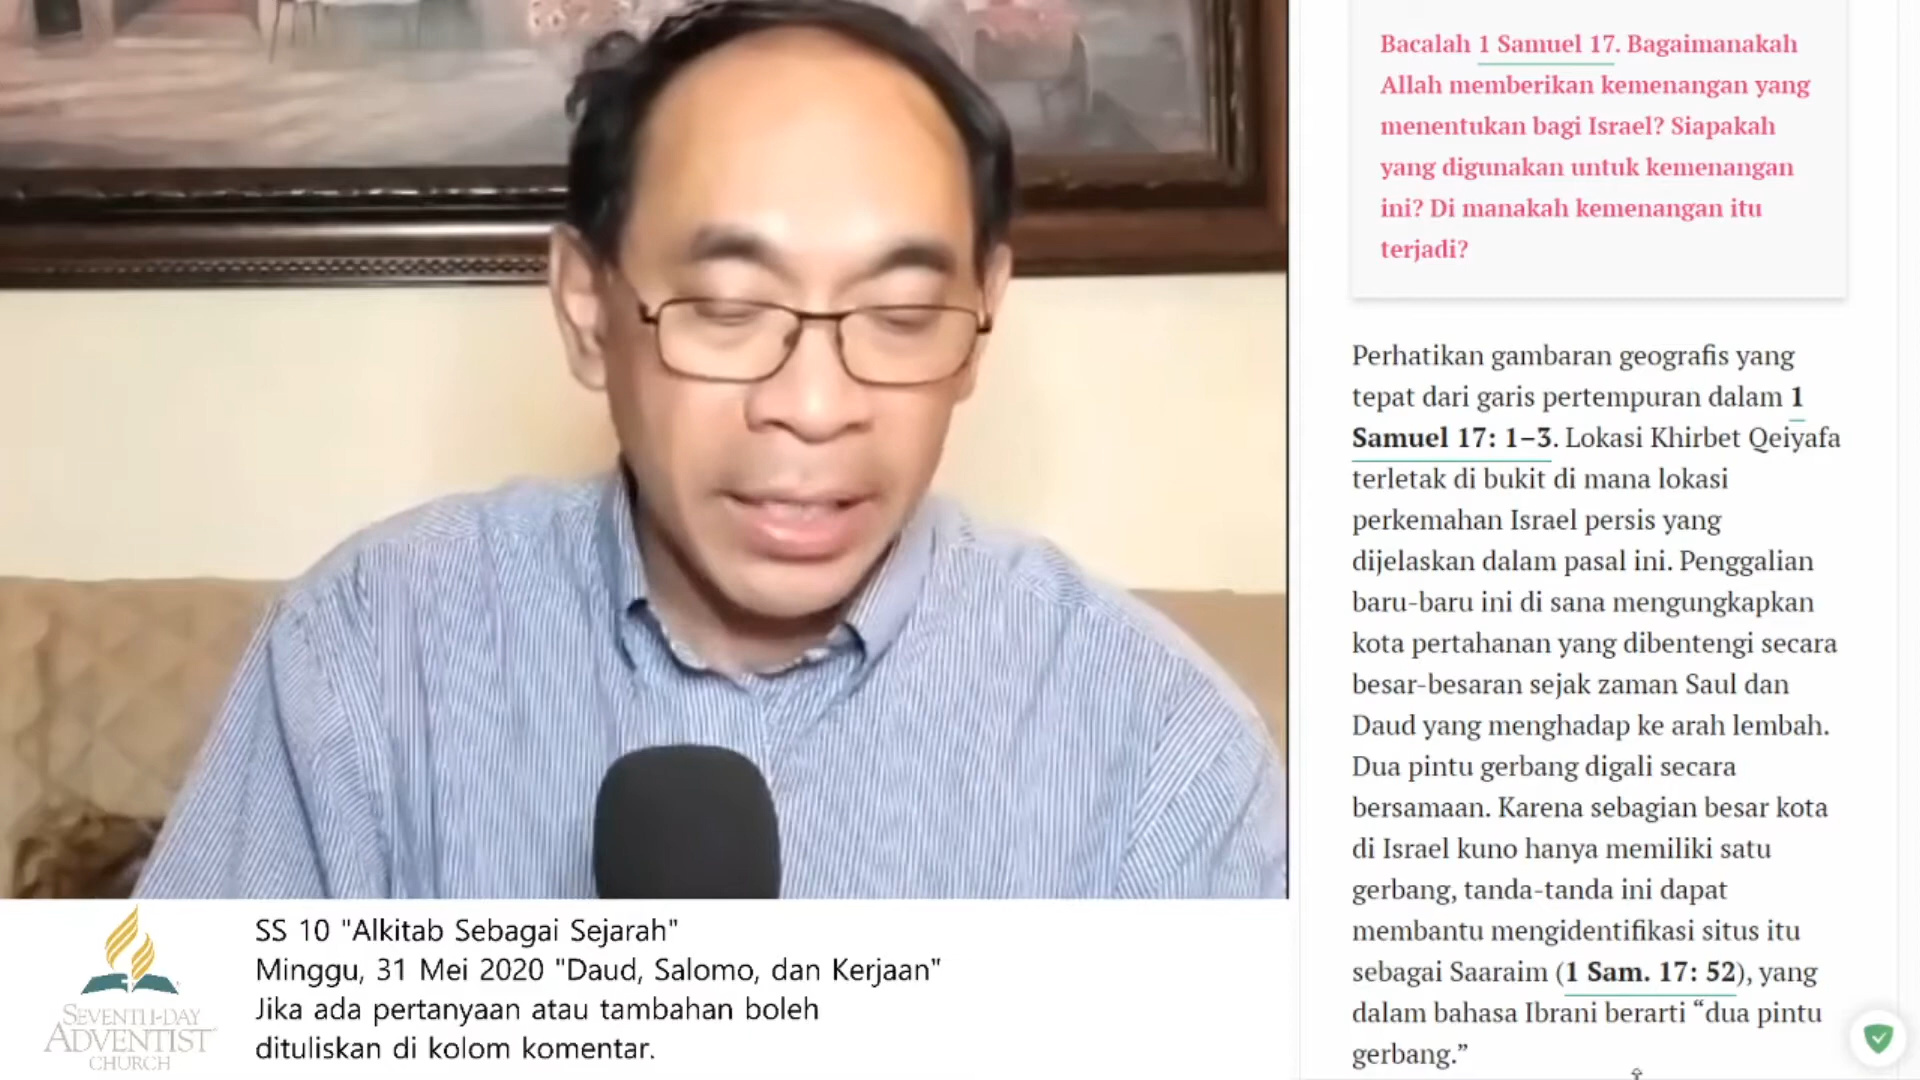 Bacalah 1 Samuel 17. Bagaimanakah
Allah memberikan kemenangan yang
menentukan bagi Israel? Siapakah
yang digunakan untuk kemenangan
ini? Di manakah kemenangan itu
terjadi?
Perhatikan gambaran geografis yang
tepat dari garis pertempuran dalam 1
Samuel 17: 1–3. Lokasi Khirbet Qeiyafa
terletak di bukit di mana lokasi
perkemahan Israel persis yang
dijelaskan dalam pasal ini. Penggalian
baru-baru ini di sana mengungkapkan
kota pertahanan yang dibentengi secara
besar-besaran sejak zaman Saul dan
Daud yang menghadap ke arah lembah.
Dua pintu gerbang digali secara
bersamaan. Karena sebagian besar kota
di Israel kuno hanya memiliki satu
gerbang, tanda-tanda ini dapat
membantu mengidentifikasi situs itu
sebagai Saaraim (1 Sam. 17: 52), yang
dalam bahasa Ibrani berarti “dua pintu
gerbang.”
SS 10 "Alkitab Sebagai Sejarah"
Minggu, 31 Mei 2020 "Daud, Salomo, dan Kerjaan"
Jika ada pertanyaan atau tambahan boleh
dituliskan di kolom komentar.
SEVENTH-DAY
ADVENTIST
CHURCH